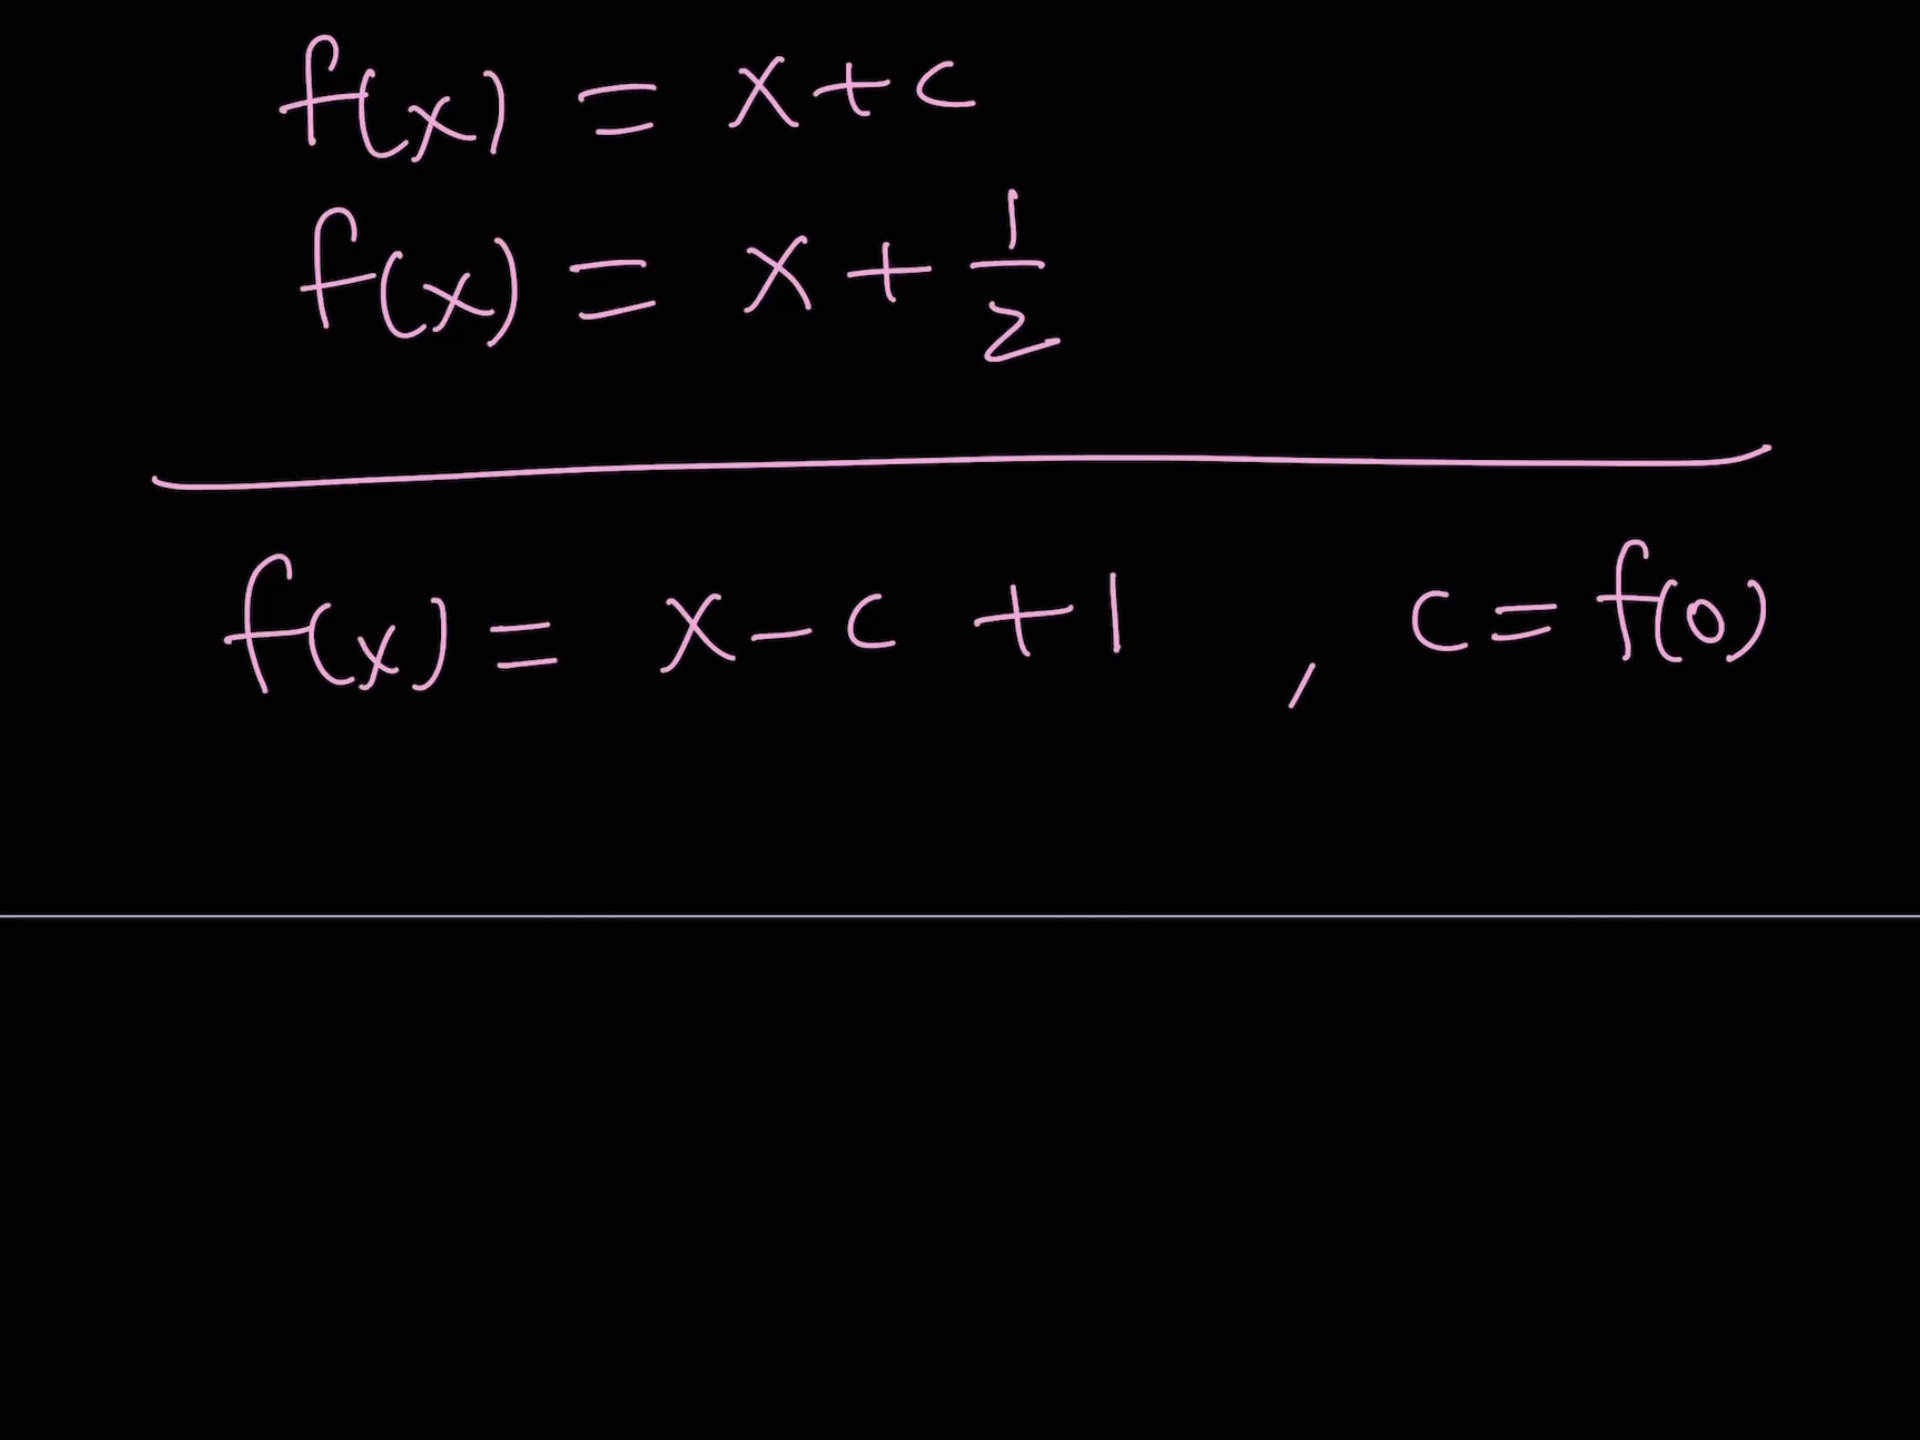 f(x) = x + c
f(x) = x + 1/2
f(x) = x - c + 1 , c = f(0)